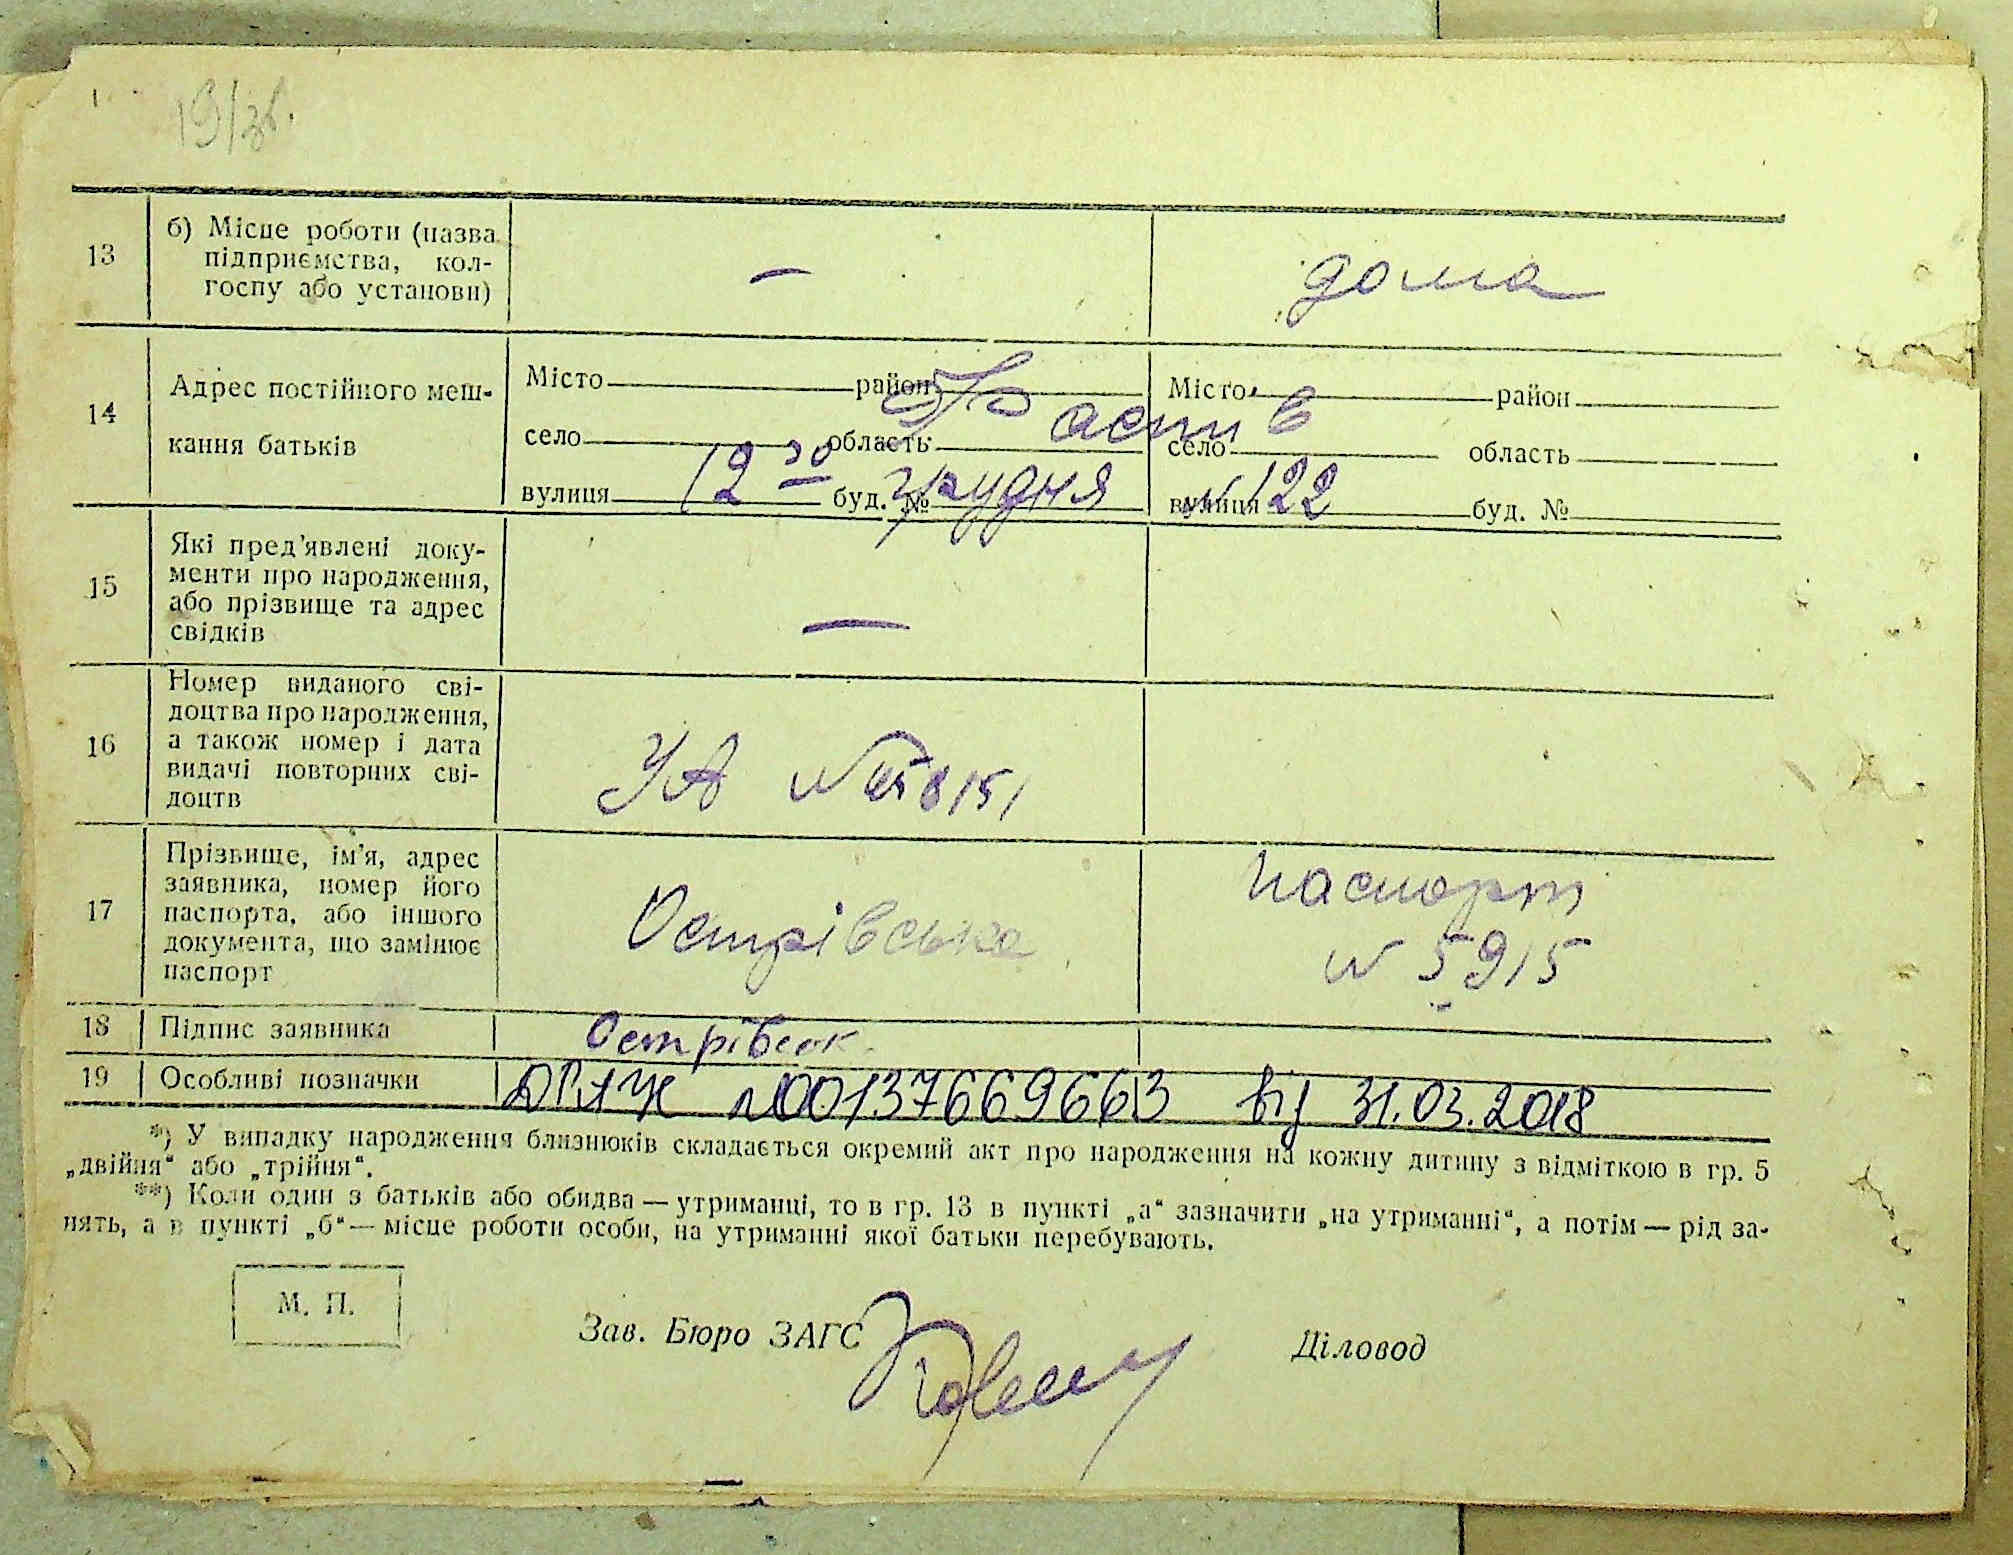 19/зв.
13
б) Місце роботи (назва
підприємства, кол-
госпу або установи)
—
дома
14
Адрес постійного меш-
кання батьків
Місто район Місто район
Фастів
село область село область
вулиця 12го буд. № грудня вулиця № 122 буд. №
15
Які пред’явлені доку-
менти про народження,
або прізвище та адрес
свідків
—
16
Номер виданого сві-
доцтва про народження,
а також номер і дата
видачі повторних сві-
доцтв
УА №
17
Прізвище, ім’я, адрес
заявника, номер його
паспорта, або іншого
документа, що замінює
паспорт
Острівська
паспорт
№ 5915
18 Підпис заявника
19 Особливі позначки
ДРАЦС №00137669663 від 31.03.2018
*) У випадку народження близнюків складається окремий акт про народження на кожну дитину з відміткою в гр. 5
„двійня“ або „трійня“.
**) Коли один з батьків або обидва — утриманці, то в гр. 13 в пункті „а“ зазначити „на утриманні“, а потім — рід за-
нять, а в пункті „б“ — місце роботи особи, на утриманні якої батьки перебувають.
М. П.
Зав. Бюро ЗАГС
Діловод